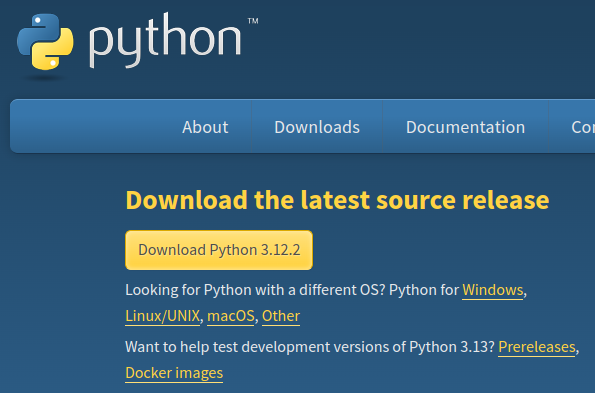 python™
About Downloads Documentation Co
Download the latest source release
Download Python 3.12.2
Looking for Python with a different OS? Python for Windows,
Linux/UNIX, macOS, Other
Want to help test development versions of Python 3.13? Prereleases,
Docker images